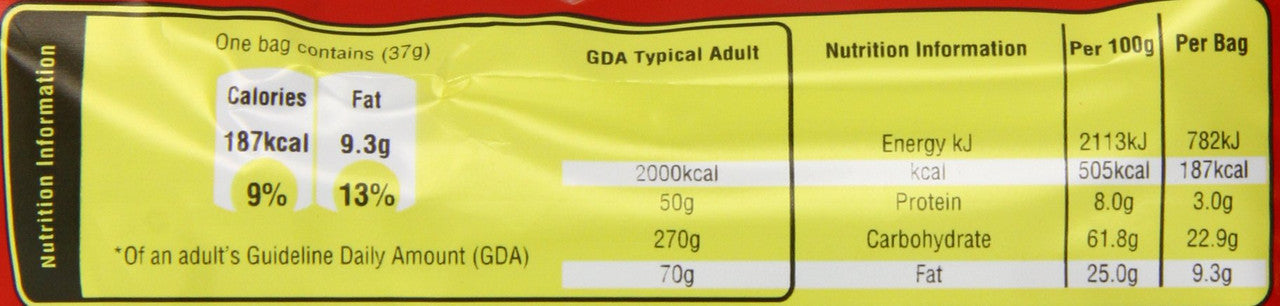 Nutrition Information
One bag contains (37g)
Calories Fat
187kcal 9.3g
9% 13%
*Of an adult's Guideline Daily Amount (GDA)
GDA Typical Adult Nutrition Information Per 100g Per Bag
Energy kJ 2113kJ 782kJ
2000kcal kcal 505kcal 187kcal
50g Protein 8.0g 3.0g
270g Carbohydrate 61.8g 22.9g
70g Fat 25.0g 9.3g